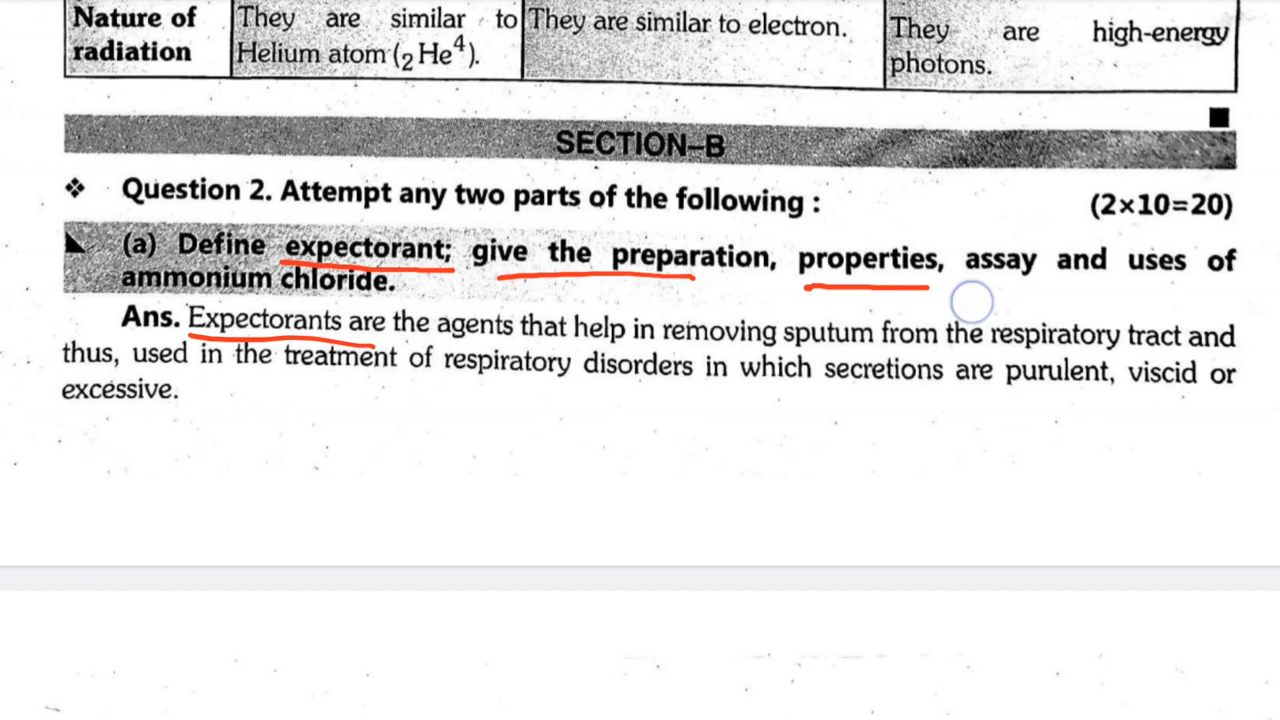 Nature of radiation
They are similar to Helium atom (₂He⁴).
They are similar to electron.
They are high-energy photons.
SECTION–B
❖ Question 2. Attempt any two parts of the following : (2×10=20)
(a) Define expectorant; give the preparation, properties, assay and uses of
ammonium chloride.
Ans. Expectorants are the agents that help in removing sputum from the respiratory tract and
thus, used in the treatment of respiratory disorders in which secretions are purulent, viscid or
excessive.